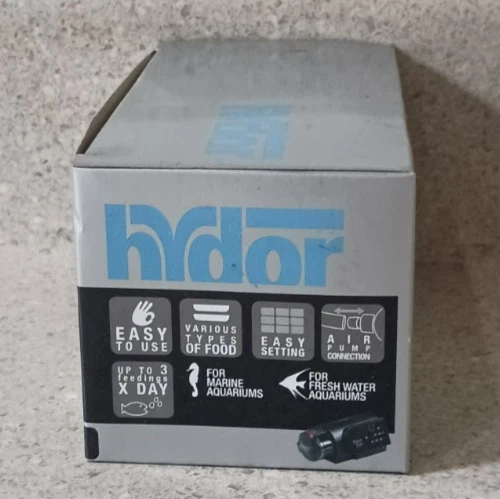 hydor
hydor
EASY
TO USE
VARIOUS
TYPES
OF FOOD
EASY
SETTING
AIR
PUMP
CONNECTION
UP TO 3
feedings
X DAY
FOR
MARINE
AQUARIUMS
FOR
FRESH WATER
AQUARIUMS